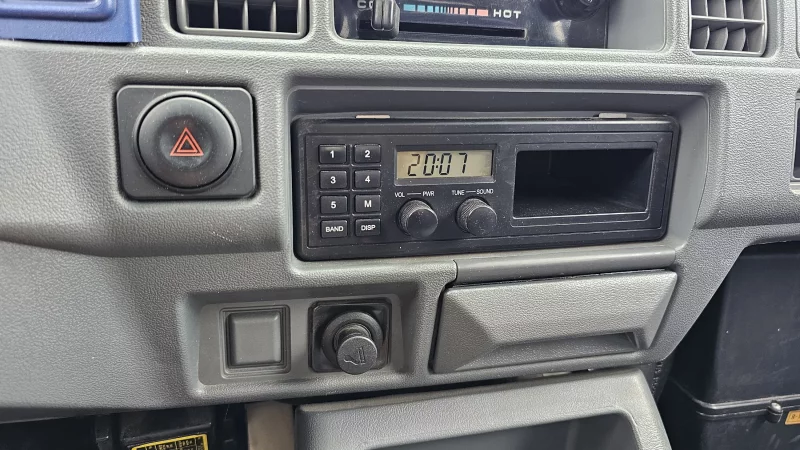 HOT
1 2
20:07
3 4
VOL PWR TUNE SOUND
5 M
BAND DISP